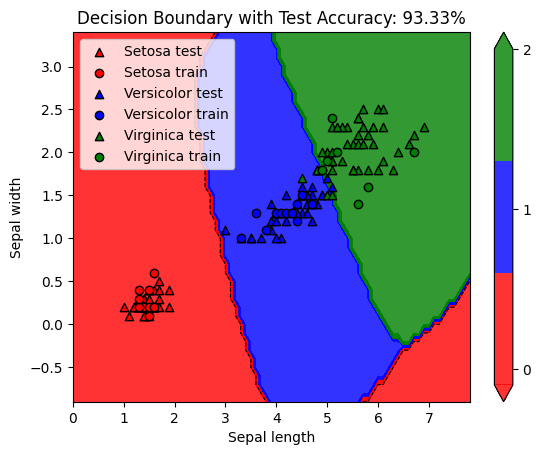 Decision Boundary with Test Accuracy: 93.33%
Setosa test
Setosa train
Versicolor test
Versicolor train
Virginica test
Virginica train
Sepal width
3.0
2.5
2.0
1.5
1.0
0.5
0.0
−0.5
0 1 2 3 4 5 6 7
Sepal length
2
1
0